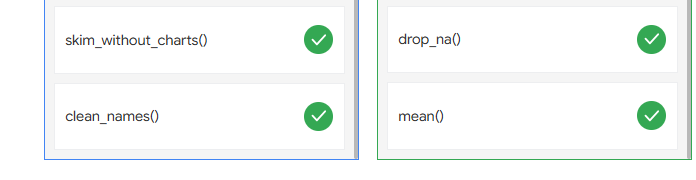 skim_without_charts()
clean_names()
drop_na()
mean()